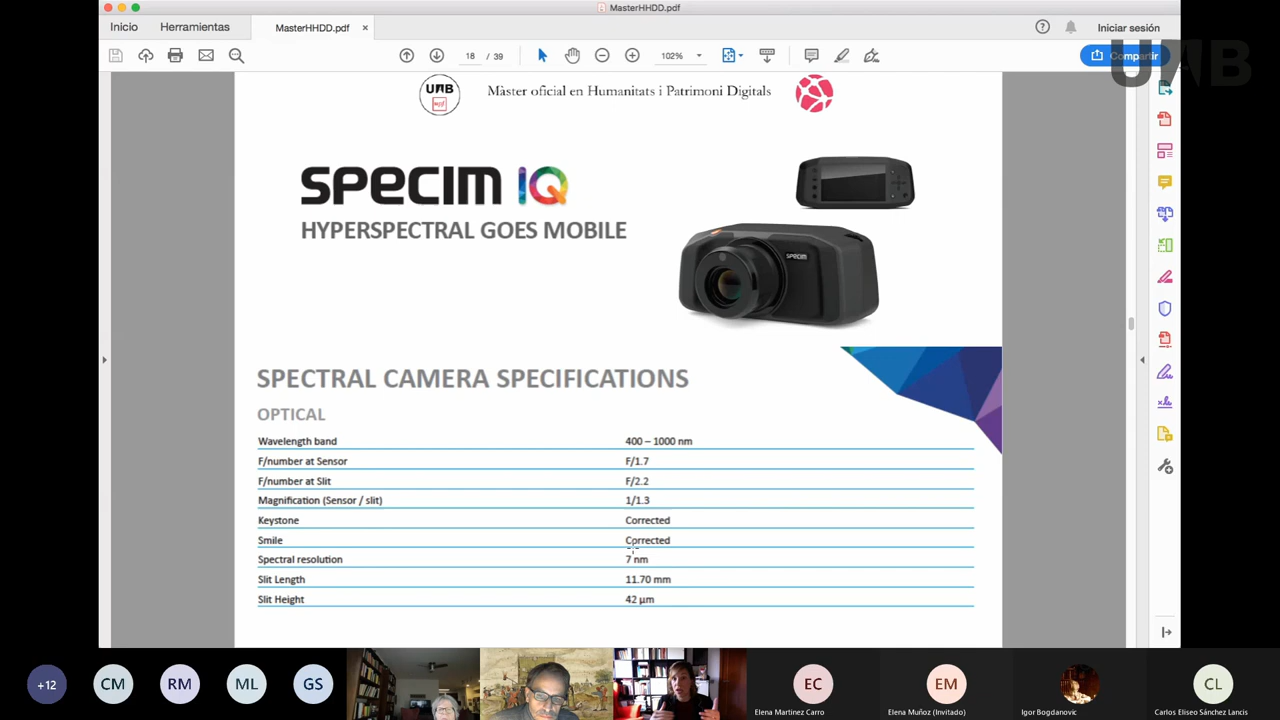 MasterHHDD.pdf
Inicio
Herramientas
MasterHHDD.pdf
×
Iniciar sesión
18 / 39
102%
Compartir
UAB
UAB
Màster oficial en Humanitats i Patrimoni Digitals
SPECIM IQ
HYPERSPECTRAL GOES MOBILE
SPECIM
SPECTRAL CAMERA SPECIFICATIONS
OPTICAL
Wavelength band 400 – 1000 nm
F/number at Sensor F/1.7
F/number at Slit F/2.2
Magnification (Sensor / slit) 1/1.3
Keystone Corrected
Smile Corrected
Spectral resolution 7 nm
Slit Length 11.70 mm
Slit Height 42 µm
+12
CM
RM
ML
GS
EC
EM
CL
Elena Martinez Carro
Elena Muñoz (Invitado)
Igor Bogdanovic
Carlos Eliseo Sánchez Lancis